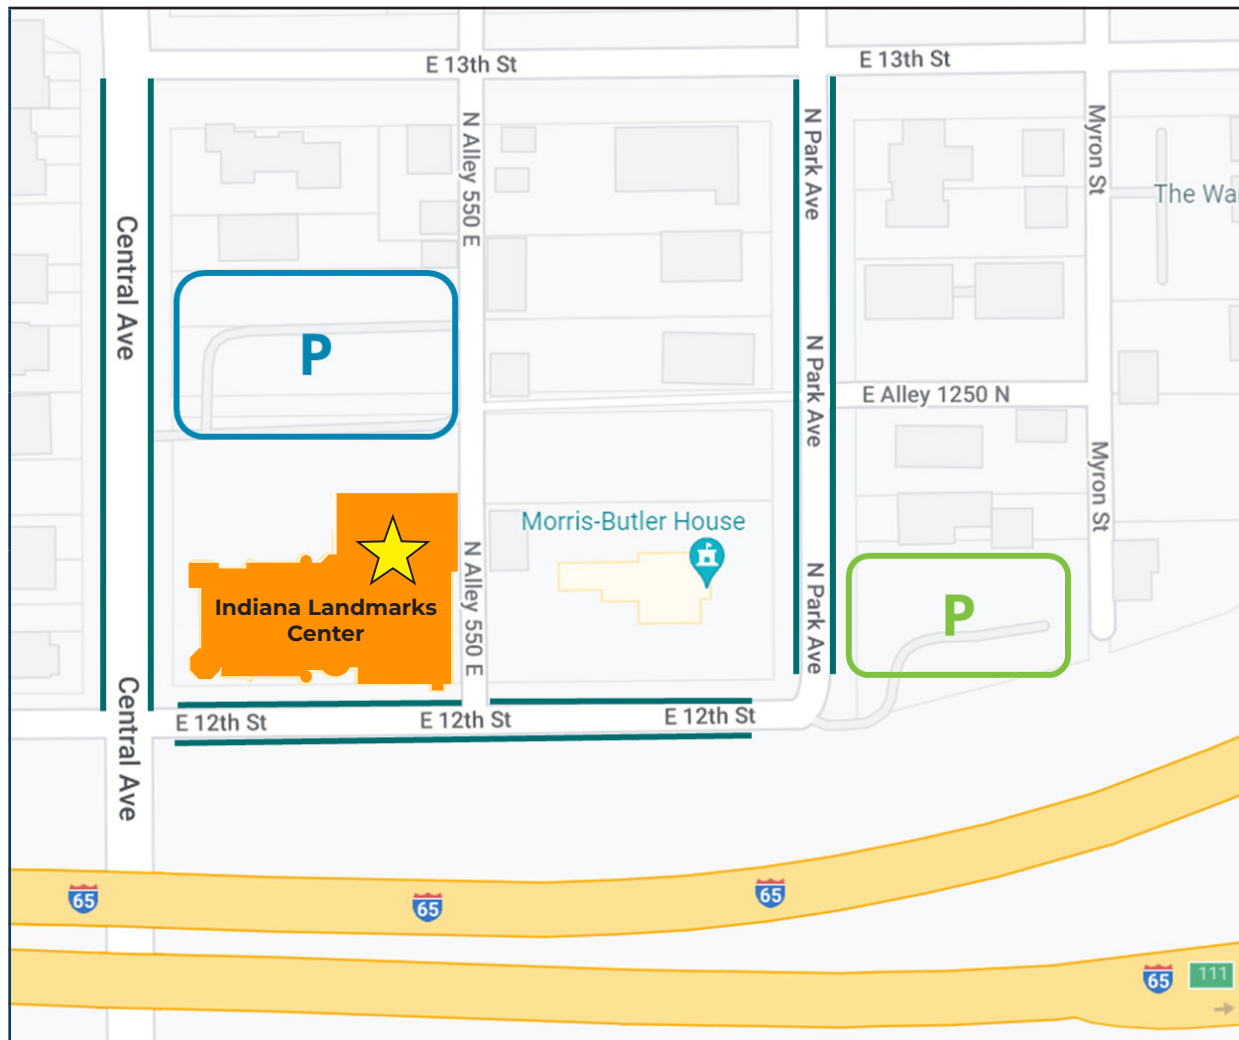 E 13th St
E 13th St
N Alley 550 E
N Park Ave
Myron St
The Wa
Central Ave
P
N Park Ave
E Alley 1250 N
Myron St
Morris-Butler House
Indiana Landmarks
Center
N Alley 550 E
N Park Ave
P
Central Ave
E 12th St
E 12th St
E 12th St
65
65
65
65
111